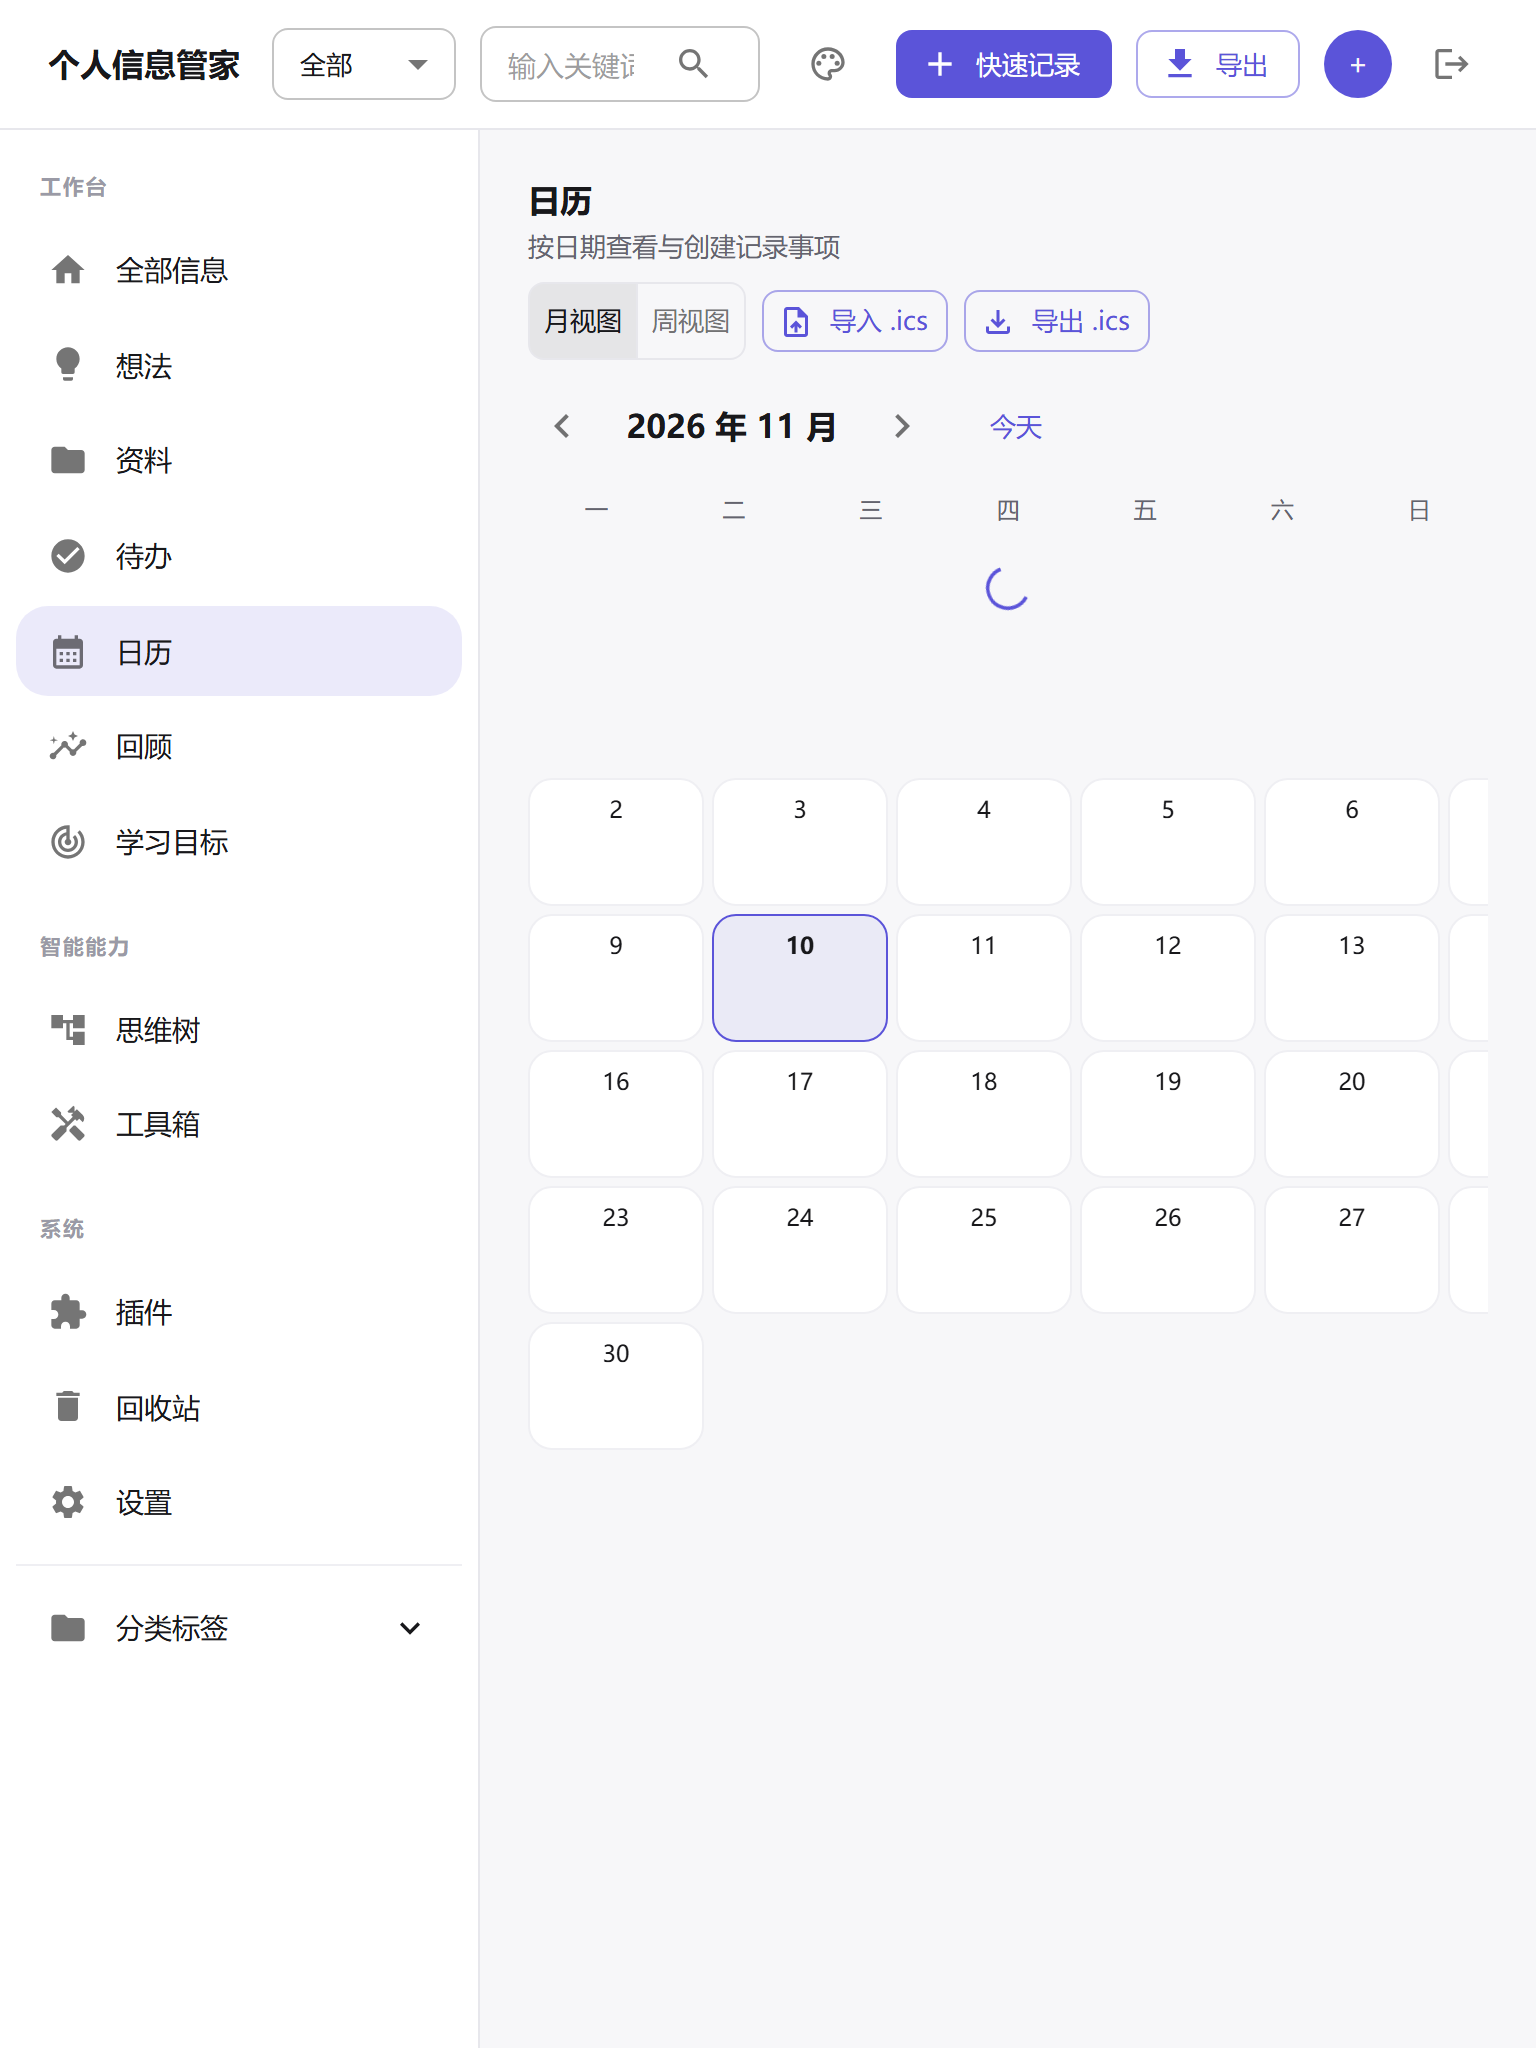 个人信息管家
全部
输入关键
快速记录
导出
+
工作台
全部信息
想法
资料
待办
日历
回顾
学习目标
智能能力
思维树
工具箱
系统
插件
回收站
设置
分类标签
日历
按日期查看与创建记录事项
月视图
周视图
导入 .ics
导出 .ics
2026 年 11 月
今天
一 二 三 四 五 六 日
2 3 4 5 6
9 10 11 12 13
16 17 18 19 20
23 24 25 26 27
30